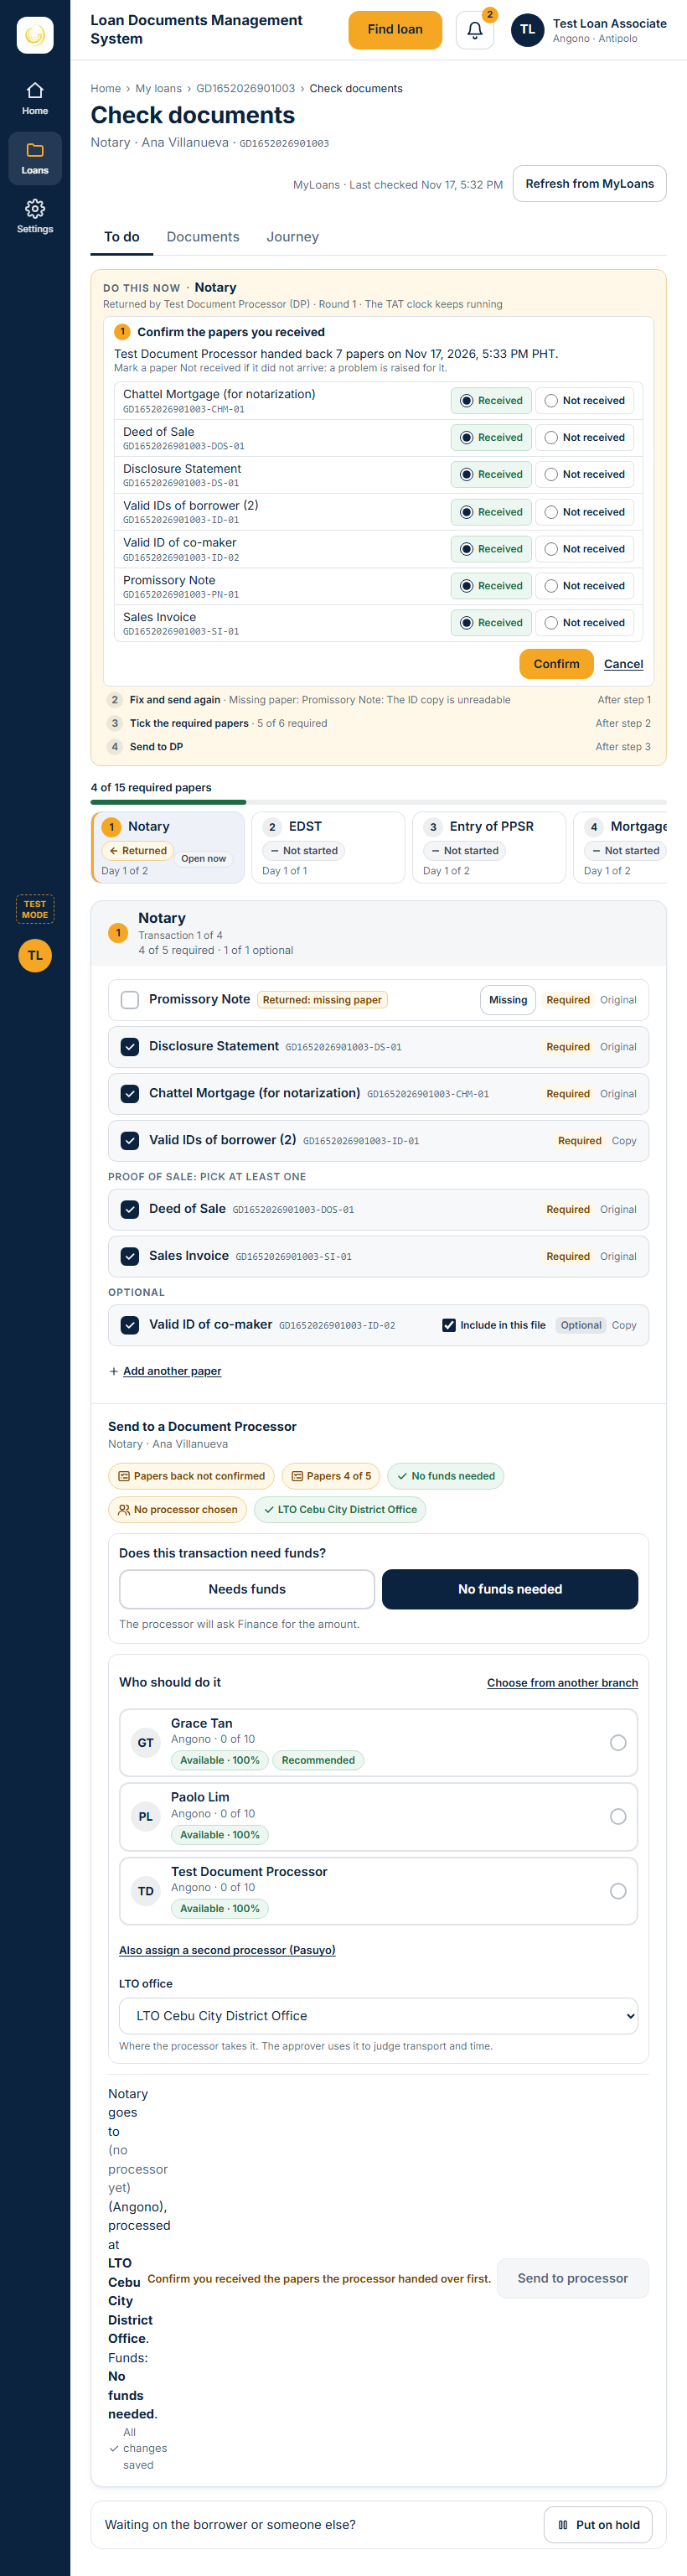 Loan Documents Management
System
Find loan
2
TL
Test Loan Associate
Angono · Antipolo
Home
Loans
Settings
TEST
MODE
TL
Home › My loans › GD1652026901003 › Check documents
Check documents
Notary · Ana Villanueva · GD1652026901003
MyLoans · Last checked Nov 17, 5:32 PM
Refresh from MyLoans
To do
Documents
Journey
DO THIS NOW · Notary
Returned by Test Document Processor (DP) · Round 1 · The TAT clock keeps running
1 Confirm the papers you received
Test Document Processor handed back 7 papers on Nov 17, 2026, 5:33 PM PHT.
Mark a paper Not received if it did not arrive: a problem is raised for it.
Chattel Mortgage (for notarization)
GD1652026901003-CHM-01
Received
Not received
Deed of Sale
GD1652026901003-DOS-01
Received
Not received
Disclosure Statement
GD1652026901003-DS-01
Received
Not received
Valid IDs of borrower (2)
GD1652026901003-ID-01
Received
Not received
Valid ID of co-maker
GD1652026901003-ID-02
Received
Not received
Promissory Note
GD1652026901003-PN-01
Received
Not received
Sales Invoice
GD1652026901003-SI-01
Received
Not received
Confirm
Cancel
2 Fix and send again · Missing paper: Promissory Note: The ID copy is unreadable
After step 1
3 Tick the required papers · 5 of 6 required
After step 2
4 Send to DP
After step 3
4 of 15 required papers
1 Notary
← Returned
Open now
Day 1 of 2
2 EDST
– Not started
Day 1 of 1
3 Entry of PPSR
– Not started
Day 1 of 2
4 Mortgage
– Not started
Day 1 of 2
1
Notary
Transaction 1 of 4
4 of 5 required · 1 of 1 optional
Promissory Note Returned: missing paper
Missing Required Original
Disclosure Statement GD1652026901003-DS-01
Required Original
Chattel Mortgage (for notarization) GD1652026901003-CHM-01
Required Original
Valid IDs of borrower (2) GD1652026901003-ID-01
Required Copy
PROOF OF SALE: PICK AT LEAST ONE
Deed of Sale GD1652026901003-DOS-01
Required Original
Sales Invoice GD1652026901003-SI-01
Required Original
OPTIONAL
Valid ID of co-maker GD1652026901003-ID-02
Include in this file Optional Copy
+ Add another paper
Send to a Document Processor
Notary · Ana Villanueva
Papers back not confirmed
Papers 4 of 5
No funds needed
No processor chosen
LTO Cebu City District Office
Does this transaction need funds?
Needs funds
No funds needed
The processor will ask Finance for the amount.
Who should do it
Choose from another branch
GT
Grace Tan
Angono · 0 of 10
Available · 100%
Recommended
PL
Paolo Lim
Angono · 0 of 10
Available · 100%
TD
Test Document Processor
Angono · 0 of 10
Available · 100%
Also assign a second processor (Pasuyo)
LTO office
LTO Cebu City District Office
Where the processor takes it. The approver uses it to judge transport and time.
Notary
goes
to
(no
processor
yet)
(Angono),
processed
at
LTO
Cebu
City
District
Office.
Funds:
No
funds
needed.
All
changes
saved
Confirm you received the papers the processor handed over first.
Send to processor
Waiting on the borrower or someone else?
Put on hold